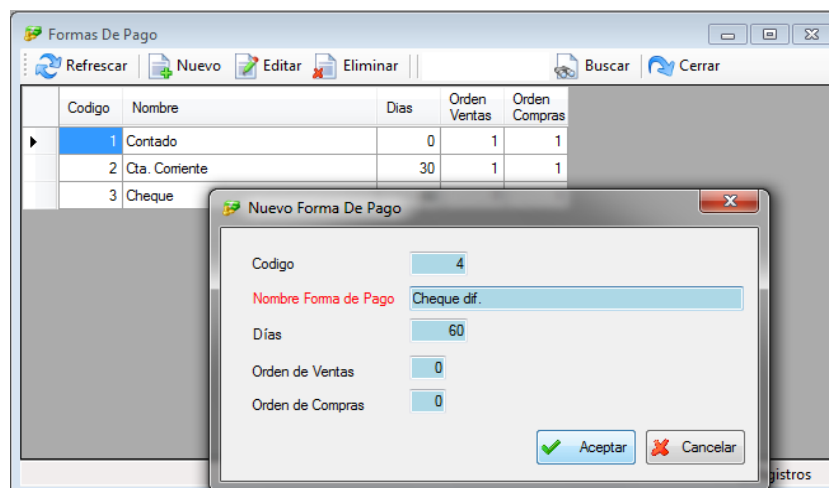 Formas De Pago
Refrescar Nuevo Editar Eliminar Buscar Cerrar
Codigo Nombre Dias Orden Ventas Orden Compras
1 Contado 0 1 1
2 Cta. Corriente 30 1 1
3 Cheque
Nuevo Forma De Pago
Codigo 4
Nombre Forma de Pago Cheque dif.
Días 60
Orden de Ventas 0
Orden de Compras 0
Aceptar Cancelar
gistros